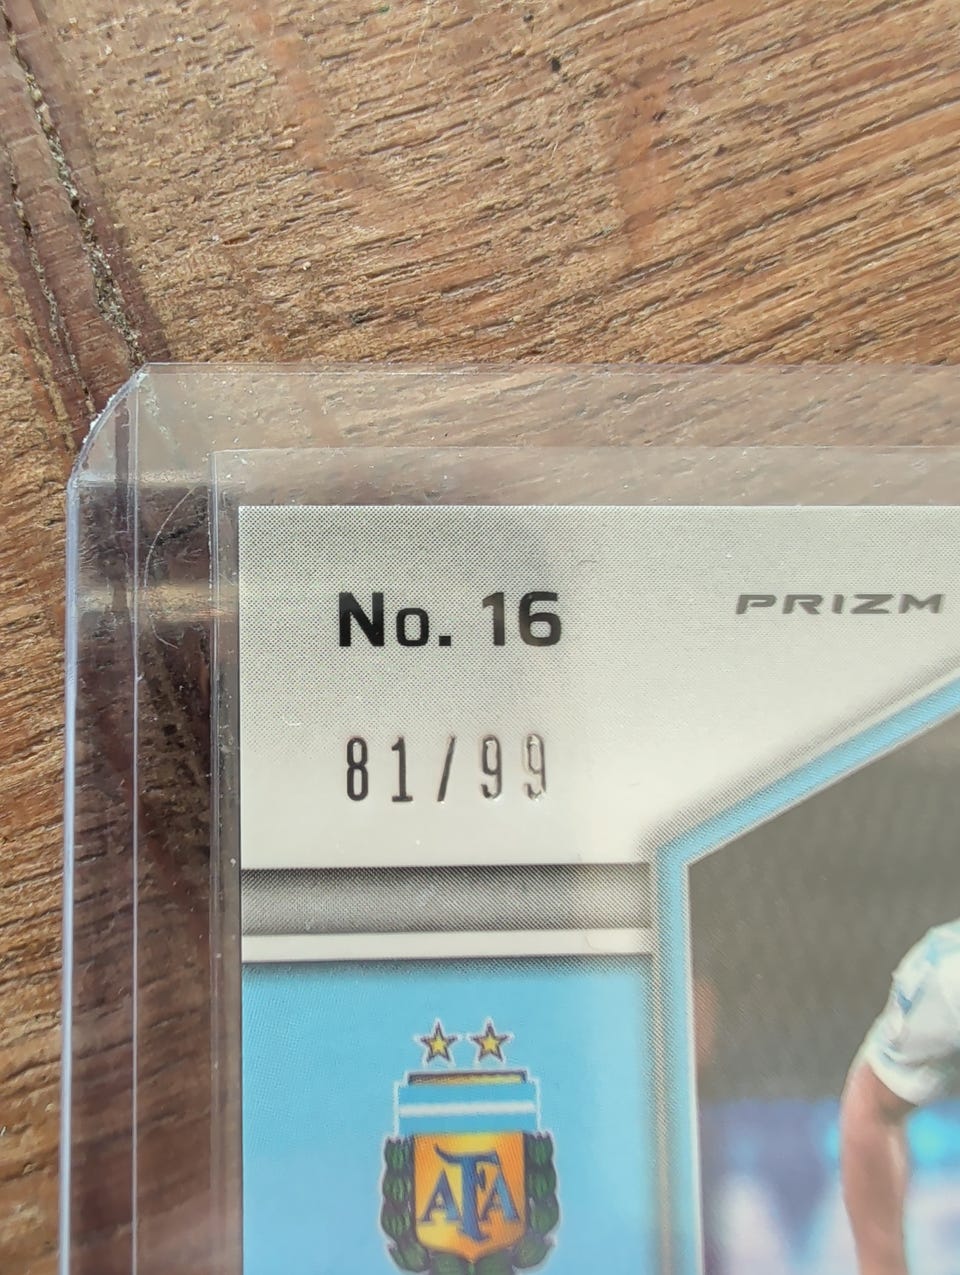 No. 16
PRIZM
81/99
AFA